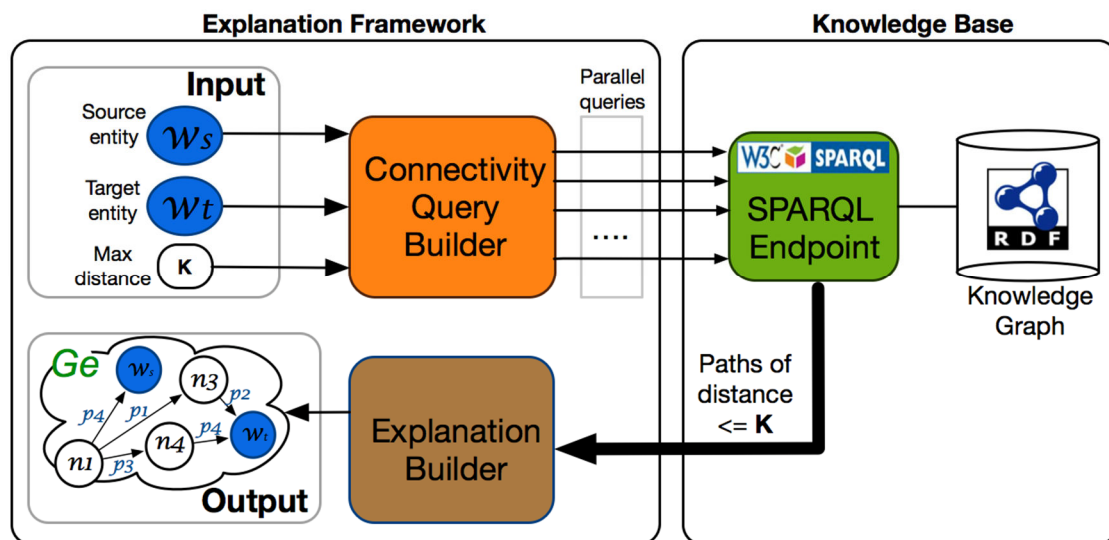 Explanation Framework
Knowledge Base
Input
Source
entity
Ws
Target
entity
Wt
Max
distance
K
Connectivity
Query
Builder
Parallel
queries
....
W3C SPARQL
SPARQL
Endpoint
RDF
Knowledge
Graph
Paths of
distance
<= K
Explanation
Builder
Ge
Ws
n3
p2
p4
p1
n4
p4
Wt
n1
p3
Output